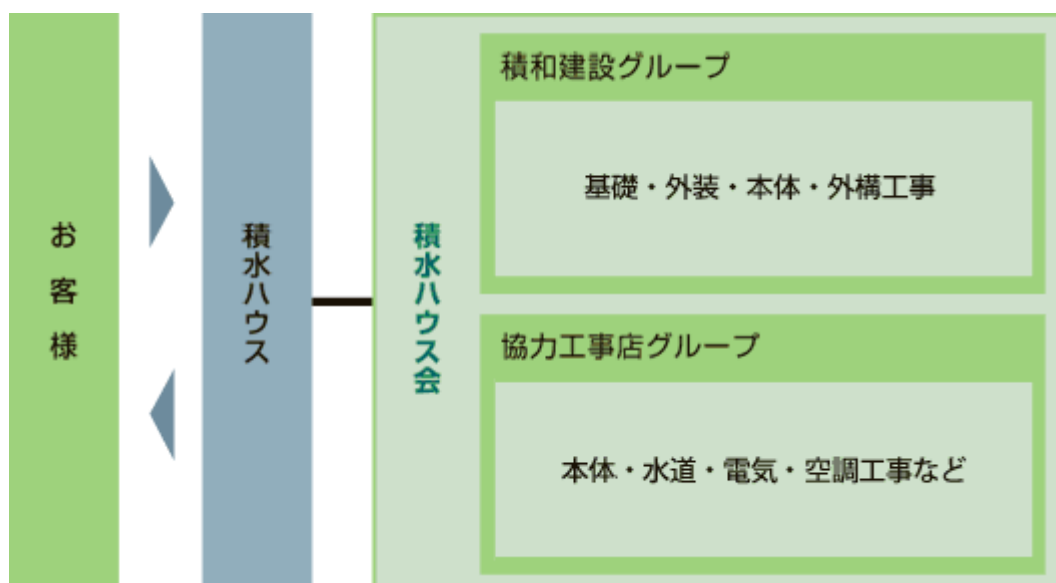 お客様
積水ハウス
積水ハウス会
積和建設グループ
基礎・外装・本体・外構工事
協力工事店グループ
本体・水道・電気・空調工事など